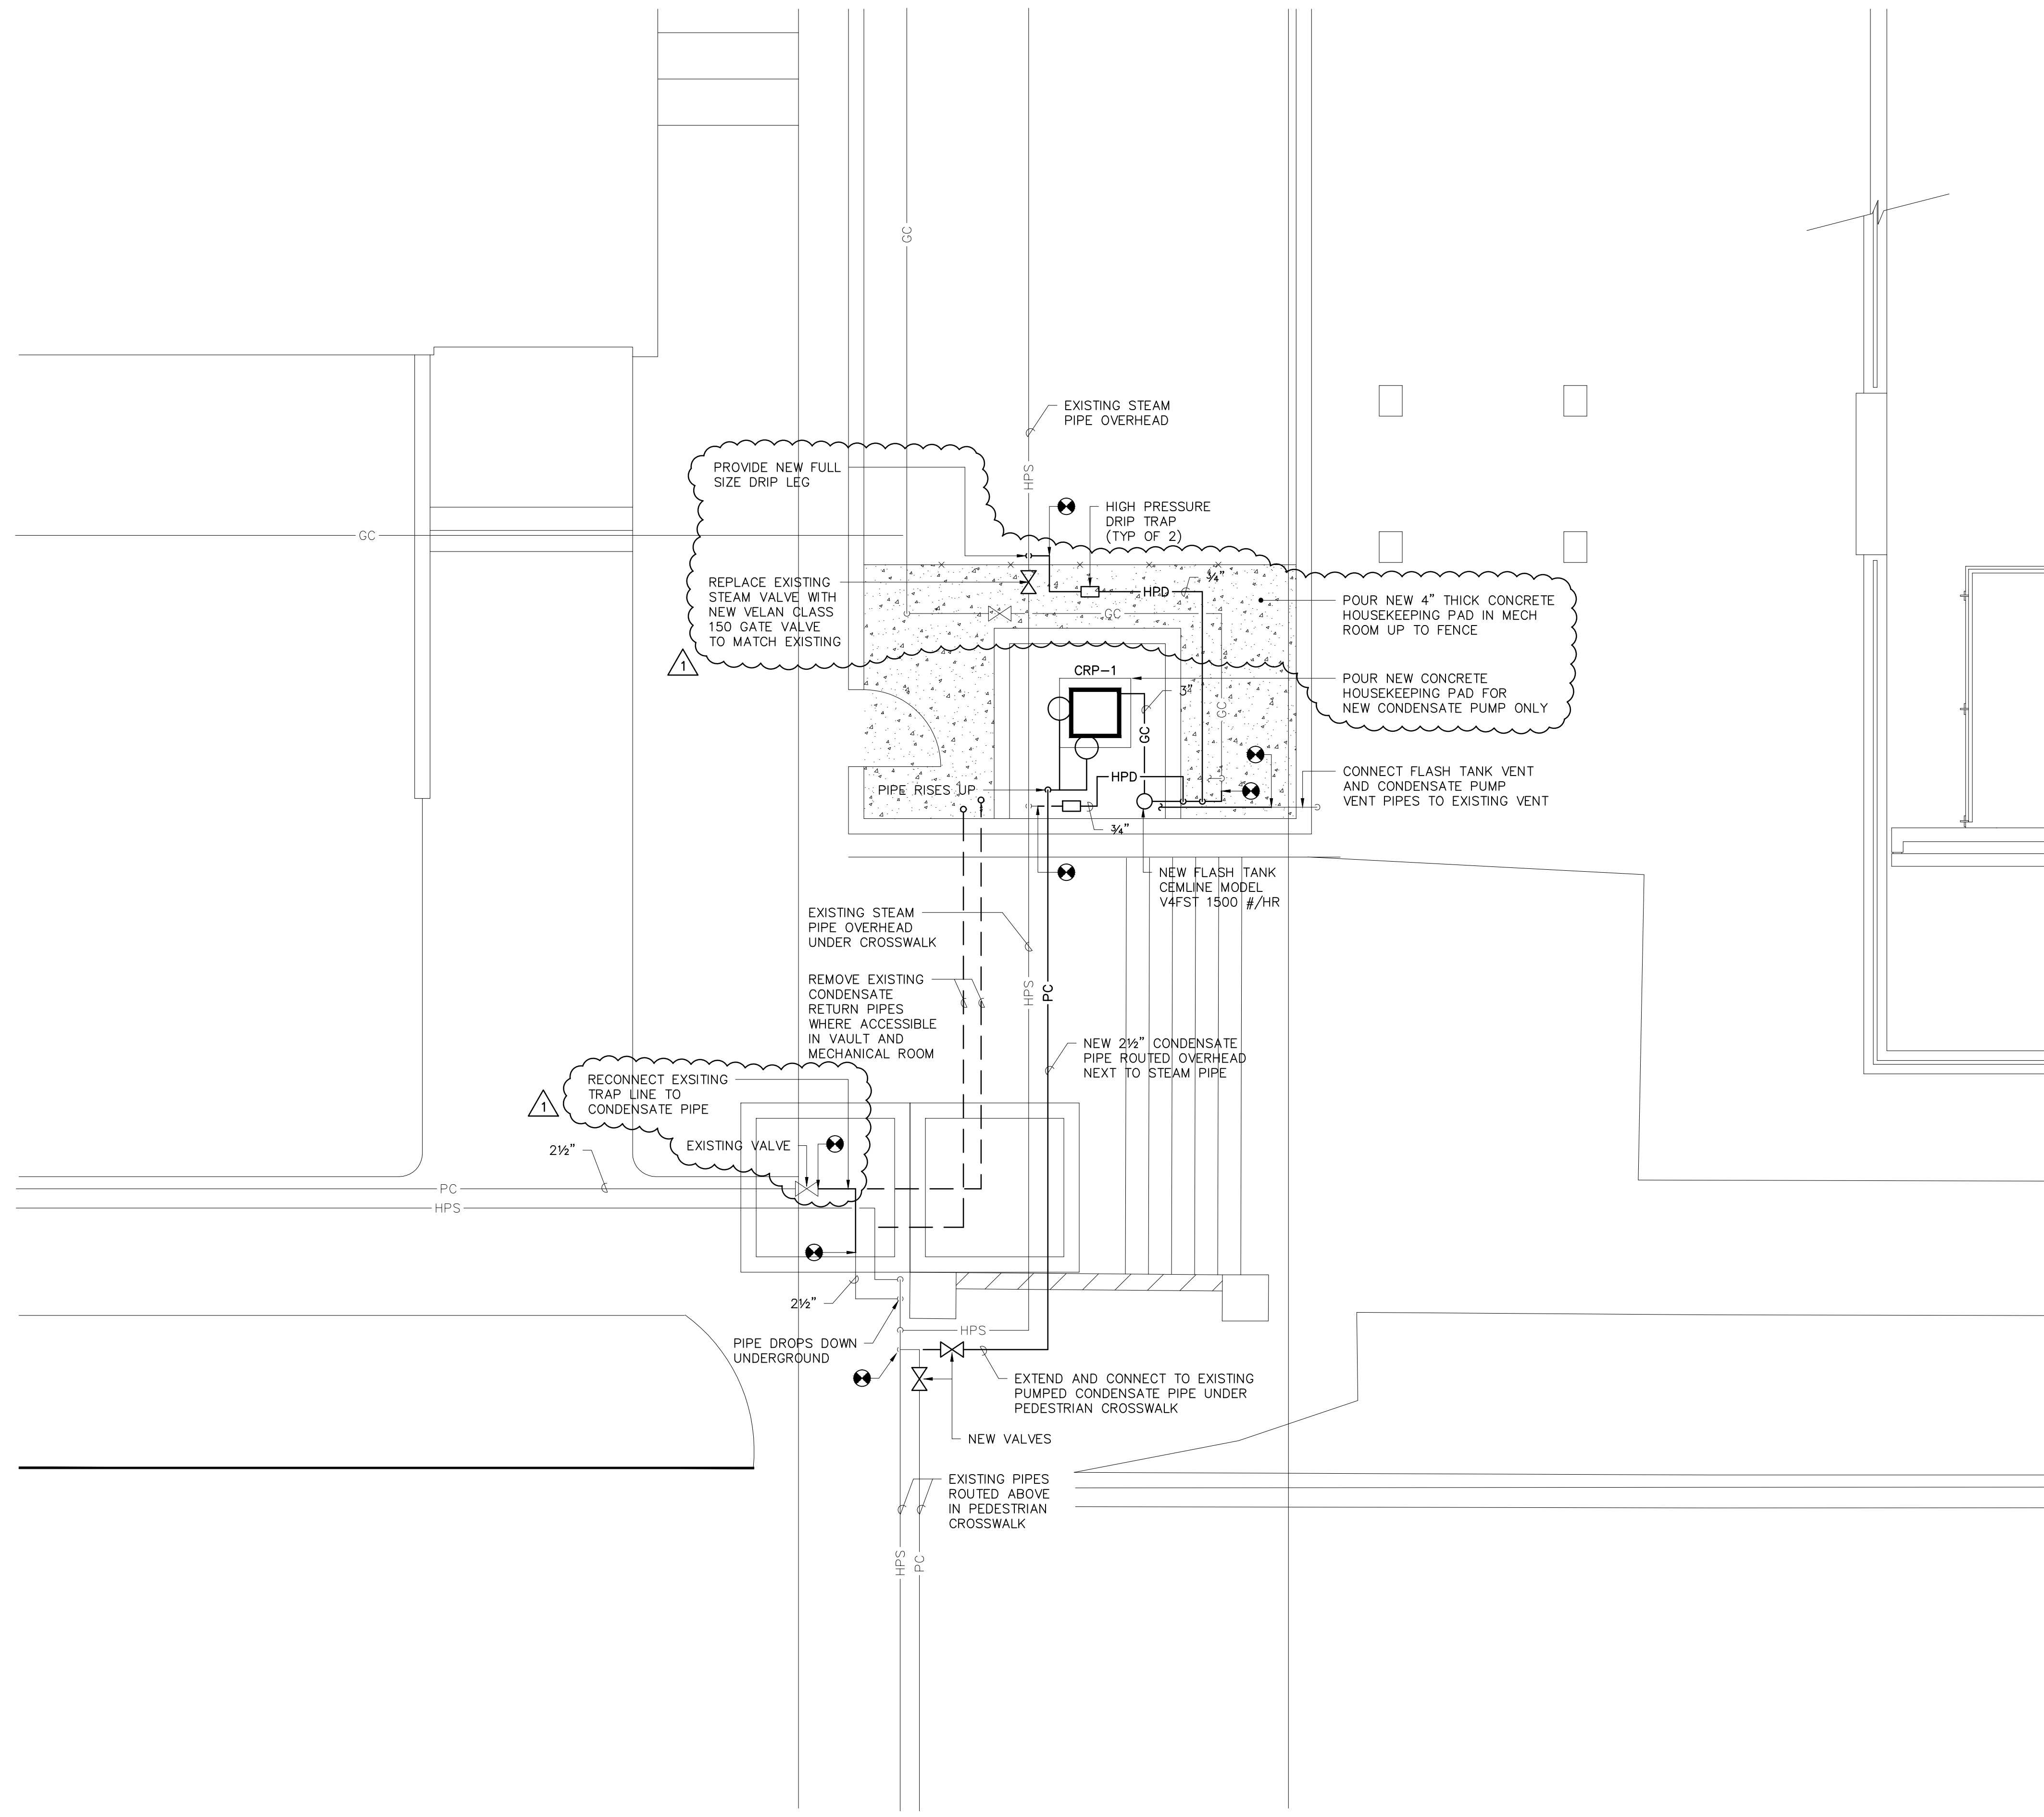 GC
EXISTING STEAM
PIPE OVERHEAD
PROVIDE NEW FULL
SIZE DRIP LEG
HPS
HIGH PRESSURE
DRIP TRAP
(TYP OF 2)
GC
REPLACE EXISTING
STEAM VALVE WITH
NEW VELAN CLASS
150 GATE VALVE
TO MATCH EXISTING
1
HPD
¾"
GC
POUR NEW 4" THICK CONCRETE
HOUSEKEEPING PAD IN MECH
ROOM UP TO FENCE
CRP-1
3"
GC
GC
POUR NEW CONCRETE
HOUSEKEEPING PAD FOR
NEW CONDENSATE PUMP ONLY
HPD
PIPE RISES UP
¾"
CONNECT FLASH TANK VENT
AND CONDENSATE PUMP
VENT PIPES TO EXISTING VENT
NEW FLASH TANK
CEMLINE MODEL
V4FST 1500 #/HR
EXISTING STEAM
PIPE OVERHEAD
UNDER CROSSWALK
REMOVE EXISTING
CONDENSATE
RETURN PIPES
WHERE ACCESSIBLE
IN VAULT AND
MECHANICAL ROOM
HPS
PC
NEW 2½" CONDENSATE
PIPE ROUTED OVERHEAD
NEXT TO STEAM PIPE
RECONNECT EXSITING
TRAP LINE TO
CONDENSATE PIPE
1
EXISTING VALVE
2½"
PC
HPS
2½"
PIPE DROPS DOWN
UNDERGROUND
HPS
EXTEND AND CONNECT TO EXISTING
PUMPED CONDENSATE PIPE UNDER
PEDESTRIAN CROSSWALK
NEW VALVES
EXISTING PIPES
ROUTED ABOVE
IN PEDESTRIAN
CROSSWALK
HPS
PC